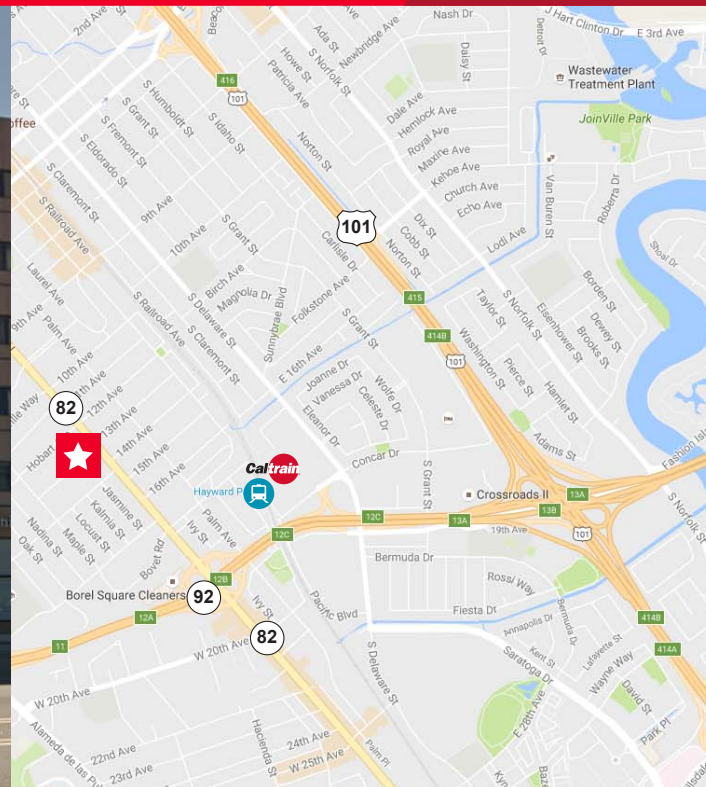 Nash Dr
J Hart Clinton Dr
E 3rd Ave
2nd Ave
Ada St
Newbridge Ave
Howe St
S Norfolk St
Patricia Ave
Daisy St
Detroit Dr
Wastewater
Treatment Plant
416
101
JoinVille Park
S Humboldt St
S Grant St
S Fremont St
S Eldorado St
S Claremont St
S Railroad Ave
S Idaho St
Norton St
Dale Ave
Hemlock Ave
Royal Ave
Maxine Ave
Kehoe Ave
Church Ave
Echo Ave
Van Buren St
Roberta Dr
9th Ave
10th Ave
S Grant St
101
Carlisle Dr
Dix St
Cobb St
Norton St
Lodi Ave
Shoal Dr
Laurel Ave
9th Ave
Palm Ave
S Railroad Ave
Birch Ave
Magnolia Dr
S Delaware St
S Claremont St
Sunnybrae Blvd
Folkstone Ave
S Grant St
415
414B
101
Taylor St
Washington St
S Norfolk St
Eisenhower St
Borden St
Dewey St
Brooks St
Pierce St
Hamlet St
E 16th Ave
Joanne Dr
Vanessa Dr
Celeste Dr
Wolfe Dr
Eleanor Dr
10th Ave
12th Ave
13th Ave
14th Ave
15th Ave
16th Ave
82
Adams St
Concar Dr
S Grant St
Caltrain
Hayward P
Crossroads II
13A
13B
Fashion Isl
S Norfolk St
Jasmine St
Kalmia St
Locust St
Maple St
Nadina St
Oak St
Ivy St
Palm Ave
Bovet Rd
12C
12C
13A
19th Ave
101
Borel Square Cleaners
12B
92
12A
11
Ivy St
82
Bermuda Dr
Rossi Way
Fiesta Dr
Pacific Blvd
S Delaware St
Annapolis Dr
Bermuda Dr
Kent St
Lafayette St
Wayne Way
David St
Saratoga Dr
414B
414A
Park Pl
W 20th Ave
W 20th Ave
22nd Ave
23rd Ave
Hacienda St
24th Ave
W 25th Ave
Palm Pl
E 28th Ave